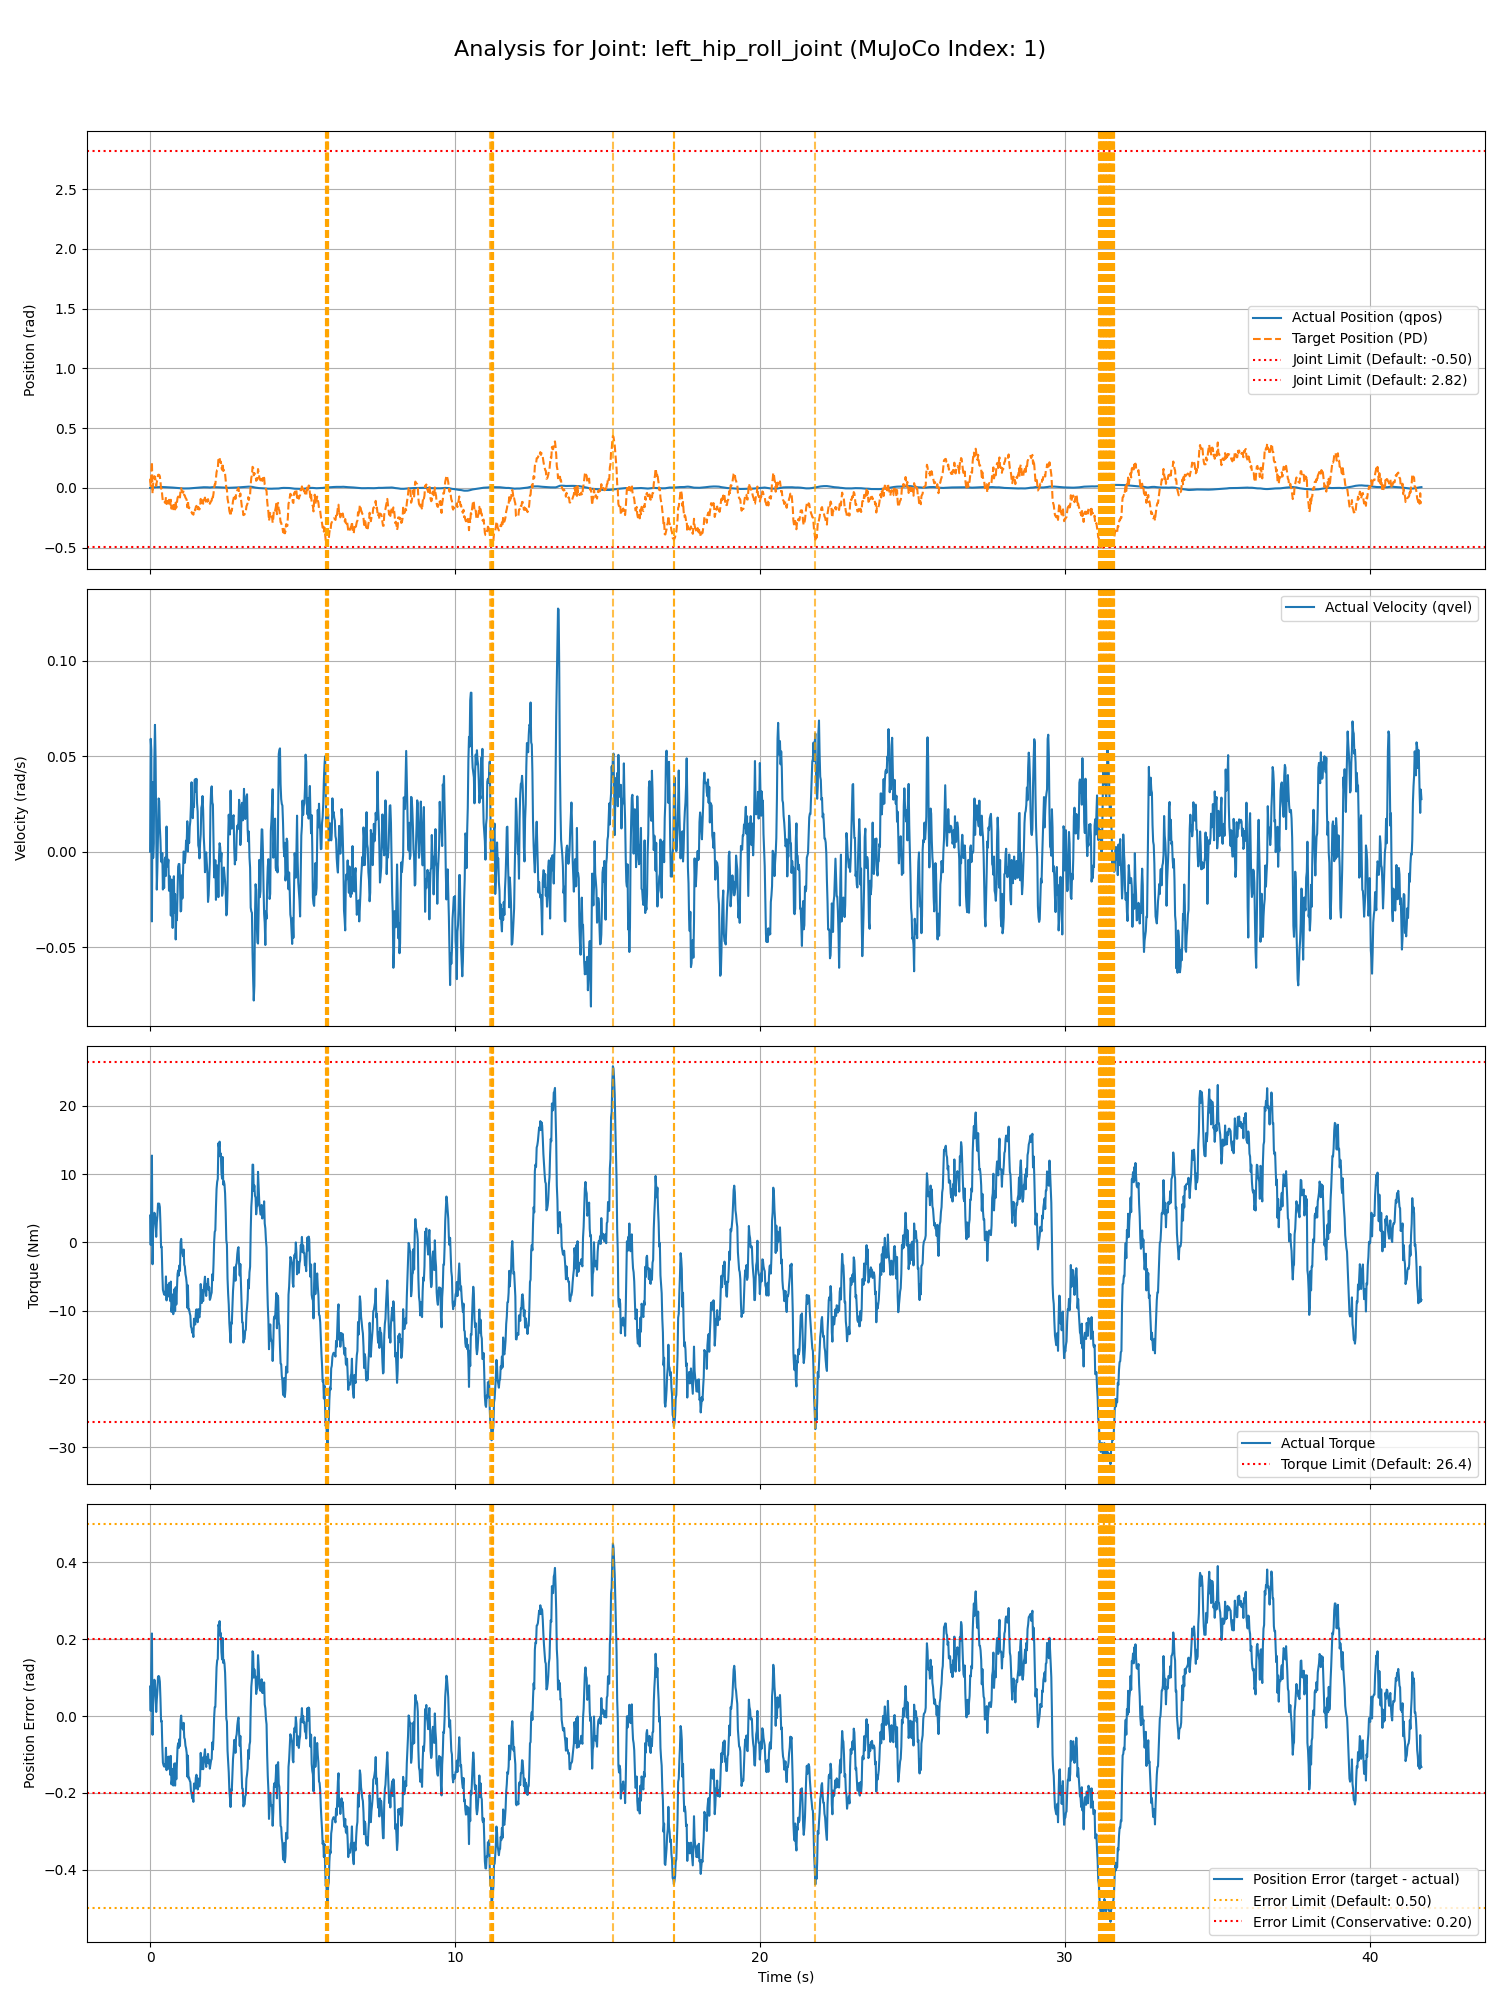 Analysis for Joint: left_hip_roll_joint (MuJoCo Index: 1)
Position (rad)
2.5
2.0
1.5
1.0
0.5
0.0
−0.5
Actual Position (qpos)
Target Position (PD)
Joint Limit (Default: -0.50)
Joint Limit (Default: 2.82)
Velocity (rad/s)
0.10
0.05
0.00
−0.05
Actual Velocity (qvel)
Torque (Nm)
20
10
0
−10
−20
−30
Actual Torque
Torque Limit (Default: 26.4)
Position Error (rad)
0.4
0.2
0.0
−0.2
−0.4
Position Error (target - actual)
Error Limit (Default: 0.50)
Error Limit (Conservative: 0.20)
0 10 20 30 40
Time (s)